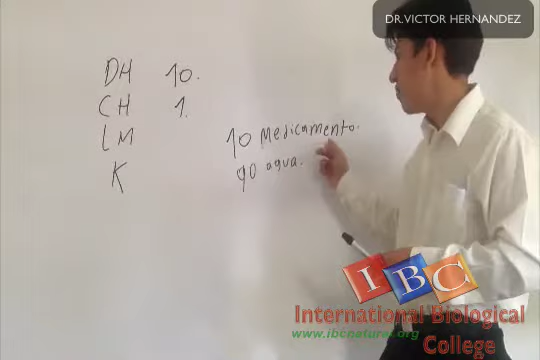 DR.VICTOR HERNANDEZ
DH 10.
CH 1.
LM
K
10 Medicamento.
90 agua.
IBC
International Biological
www.ibcnatural.org
College